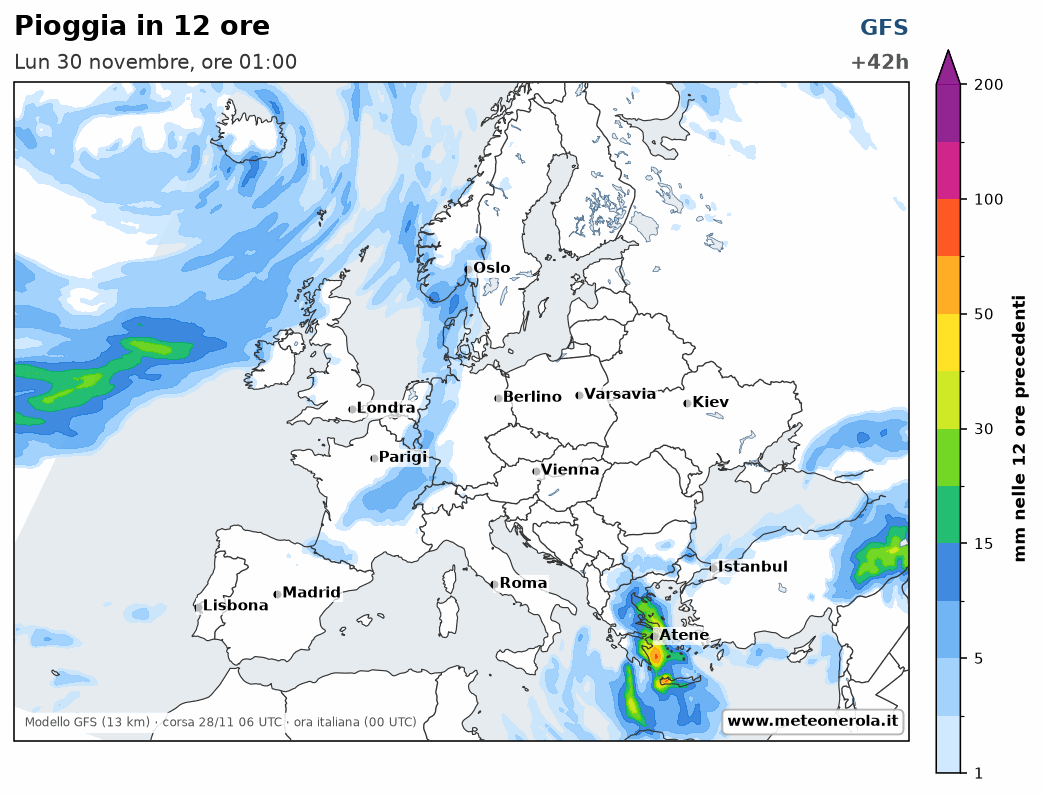 Pioggia in 12 ore
GFS
Lun 30 novembre, ore 01:00
+42h
200
100
50
30
15
5
1
mm nelle 12 ore precedenti
Oslo
Berlino
Varsavia
Kiev
Londra
Parigi
Vienna
Istanbul
Roma
Madrid
Lisbona
Atene
Modello GFS (13 km) · corsa 28/11 06 UTC · ora italiana (00 UTC)
www.meteonerola.it